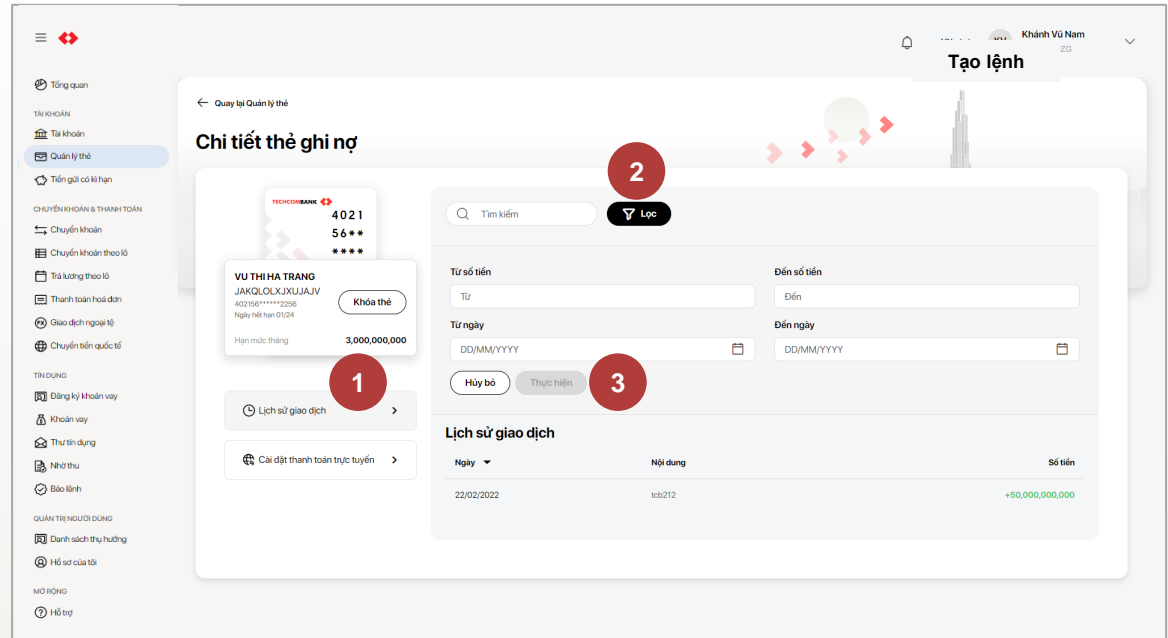 Khánh Vũ Nam
ZG
Tạo lệnh
Tổng quan
TÀI KHOẢN
Tài khoản
Quản lý thẻ
Tiền gửi có kì hạn
CHUYỂN KHOẢN & THANH TOÁN
Chuyển khoản
Chuyển khoản theo lô
Trả lương theo lô
Thanh toán hoá đơn
Giao dịch ngoại tệ
Chuyển tiền quốc tế
TÍN DỤNG
Đăng ký khoản vay
Khoản vay
Thư tín dụng
Nhờ thu
Bảo lãnh
QUẢN TRỊ NGƯỜI DÙNG
Danh sách thụ hưởng
Hồ sơ của tôi
MỞ RỘNG
Hỗ trợ
Quay lại Quản lý thẻ
Chi tiết thẻ ghi nợ
TECHCOMBANK
4021
56**
****
VU THI HA TRANG
JAKQLOLXJXUJAJV
402156*****2256
Ngày hết hạn 01/24
Khóa thẻ
Hạn mức tháng 3,000,000,000
1
Lịch sử giao dịch
Cài đặt thanh toán trực tuyến
2
Tìm kiếm
Lọc
Từ số tiền Đến số tiền
Từ Đến
Từ ngày Đến ngày
DD/MM/YYYY DD/MM/YYYY
Hủy bỏ Thực hiện 3
Lịch sử giao dịch
Ngày Nội dung Số tiền
22/02/2022 tcb212 +50,000,000,000